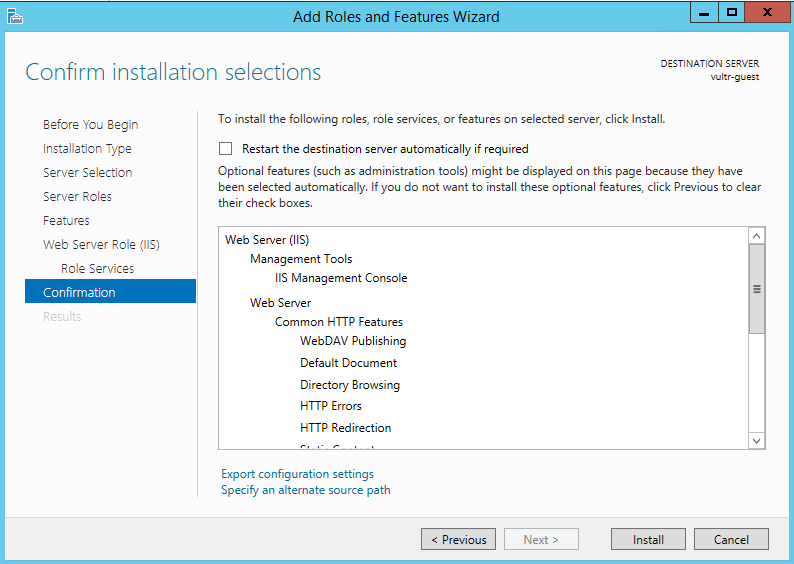 Add Roles and Features Wizard
Confirm installation selections
DESTINATION SERVER
vultr-guest
Before You Begin
Installation Type
Server Selection
Server Roles
Features
Web Server Role (IIS)
Role Services
Confirmation
Results
To install the following roles, role services, or features on selected server, click Install.
Restart the destination server automatically if required
Optional features (such as administration tools) might be displayed on this page because they have
been selected automatically. If you do not want to install these optional features, click Previous to clear
their check boxes.
Web Server (IIS)
Management Tools
IIS Management Console
Web Server
Common HTTP Features
WebDAV Publishing
Default Document
Directory Browsing
HTTP Errors
HTTP Redirection
Export configuration settings
Specify an alternate source path
< Previous
Next >
Install
Cancel